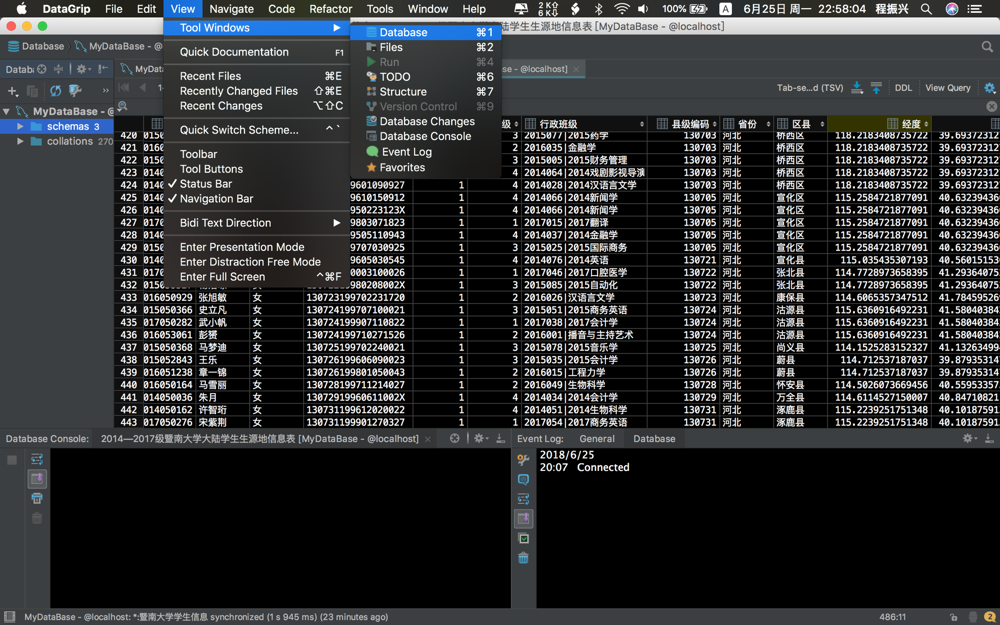 DataGrip File Edit View Navigate Code Refactor Tools Window Help 2 K/s 0 K/s 100% A 6月25日 周一 22:58:04 程振兴
信息表 [MyDataBase - @localhost]
Database MyDataBase - @
Tool Windows
Quick Documentation F1
Recent Files ⌘E
Recently Changed Files ⇧⌘E
Recent Changes ⌥⇧C
Quick Switch Scheme... ^`
Toolbar
Tool Buttons
Status Bar
Navigation Bar
Bidi Text Direction
Enter Presentation Mode
Enter Distraction Free Mode
Enter Full Screen ^⌘F
Database ⌘1
Files ⌘2
Run ⌘4
TODO ⌘6
Structure ⌘7
Version Control ⌘9
Database Changes
Database Console
Event Log
Favorites
MyDataBase -
schemas 3
collations 270
- @localhost]
Tab-se...d (TSV) DDL View Query
级 行政班级 县级编码 省份 区县 经度
420 3 2015077|2015药学 130703 河北 桥西区 118.2183408735722 39.69372312
421 2 2016035|金融学 130703 河北 桥西区 118.2183408735722 39.69372312
422 3 2015005|2015财务管理 130703 河北 桥西区 118.2183408735722 39.69372312
423 4 2014064|2014戏剧影视导演 130703 河北 桥西区 118.2183408735722 39.69372312
424 9601090927 1 4 2014028|2014汉语言文学 130703 河北 桥西区 118.2183408735722 39.69372312
425 9610150912 1 4 2014066|2014新闻学 130705 河北 宣化区 115.2584721871397 40.63239436
426 950223123X 1 4 2014066|2014新闻学 130705 河北 宣化区 115.2584721871397 40.63239436
427 9803071823 1 1 2017015|2017翻译 130705 河北 宣化区 115.2584721871397 40.63239436
428 9505110943 1 4 2014037|2014金融学 130705 河北 宣化区 115.2584721871397 40.63239436
429 9707030925 1 3 2015025|2015国际商务 130705 河北 宣化区 115.2584721871397 40.63239436
430 9605030545 1 4 2014076|2014英语 130721 河北 宣化区 115.035435307193 40.56015153
431 0003100026 1 1 2017046|2017口腔医学 130722 河北 张北县 114.7728973658395 41.29364075
432 980208002X 1 3 2015085|2015自动化 130722 河北 张北县 114.7728973658395 41.29364075
433 016050929 张旭敏 女 130723199702231720 1 2 2016026|汉语言文学 130723 河北 康保县 114.6065357347512 41.78459526
434 015050366 史立凡 女 130724199707100021 1 3 2015051|2015商务英语 130724 河北 沽源县 115.6360916492231 41.58040384
435 017050282 武小帆 女 130724199907110822 1 1 2017038|2017会计学 130724 河北 沽源县 115.6360916492231 41.58040384
436 016053061 彭赟 女 130724199710271526 1 2 2016001|播音与主持艺术 130724 河北 沽源县 115.6360916492231 41.58040384
437 015050368 马梦迪 女 130725199702240021 1 3 2015078|2015音乐学 130725 河北 尚义县 114.1525283152327 41.13263499
438 015052843 王乐 女 130726199606090023 1 3 2015035|2015会计学 130726 河北 蔚县 114.712537187037 39.87935314
439 016051238 章一锦 女 130726199801050043 1 2 2016015|工程力学 130726 河北 蔚县 114.712537187037 39.87935314
440 016050164 马雪丽 女 130728199711214027 1 2 2016049|生物科学 130728 河北 怀安县 114.5026073669456 40.55953357
441 014050036 朱月 女 13072919960611002X 1 4 2014034|2014会计学 130729 河北 万全县 114.6114527150007 40.84710821
442 014050162 许智珩 女 130731199612020022 1 4 2014051|2014生物科学 130731 河北 涿鹿县 115.2239251751348 40.10187591
443 017050276 宋紫荆 女 130731199901270027 1 1 2017054|2017商务英语 130731 河北 涿鹿县 115.2239251751348 40.10187591
Database Console: 2014—2017级暨南大学大陆学生生源地信息表 [MyDataBase - @localhost]
Event Log: General Database
2018/6/25
20:07 Connected
MyDataBase - @localhost: *:暨南大学学生信息 synchronized (1 s 945 ms) (23 minutes ago) 486:11 2